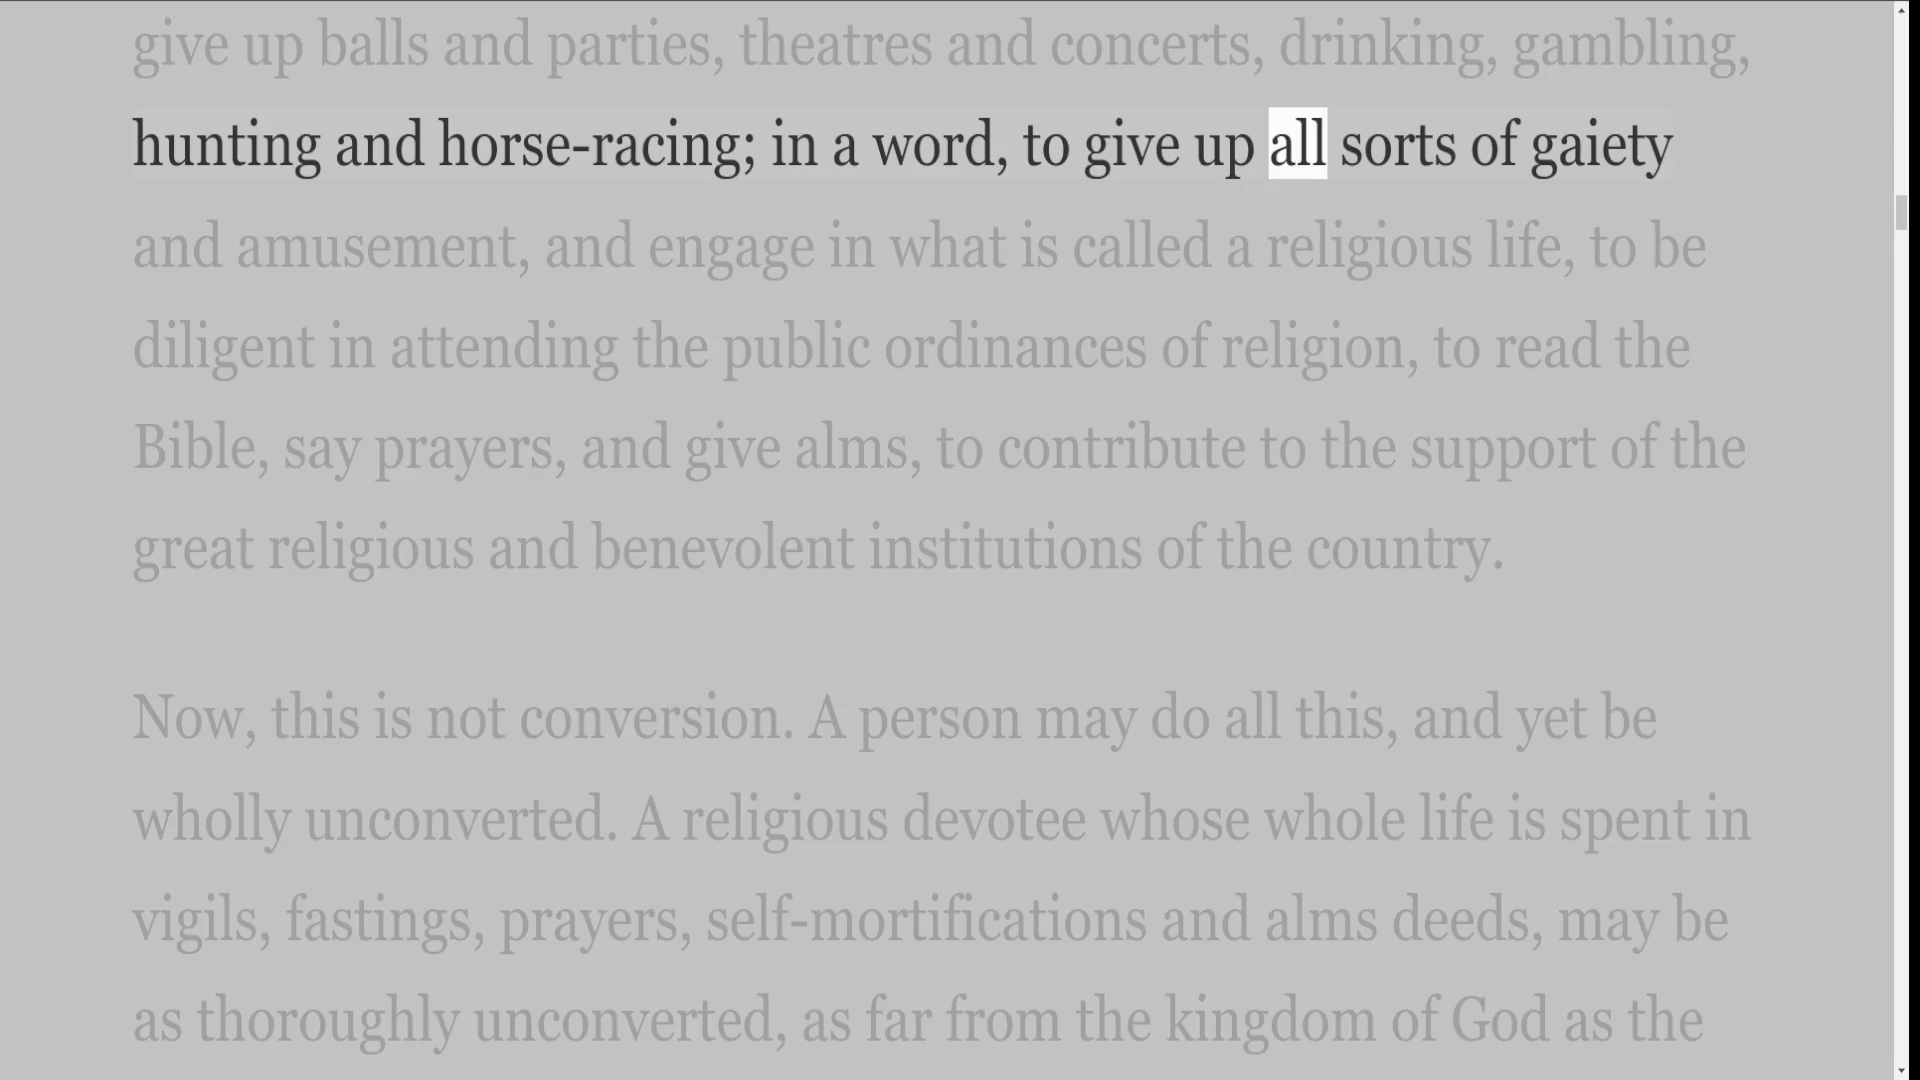 give up balls and parties, theatres and concerts, drinking, gambling,
hunting and horse-racing; in a word, to give up all sorts of gaiety
and amusement, and engage in what is called a religious life, to be
diligent in attending the public ordinances of religion, to read the
Bible, say prayers, and give alms, to contribute to the support of the
great religious and benevolent institutions of the country.
Now, this is not conversion. A person may do all this, and yet be
wholly unconverted. A religious devotee whose whole life is spent in
vigils, fastings, prayers, self-mortifications and alms deeds, may be
as thoroughly unconverted, as far from the kingdom of God as the